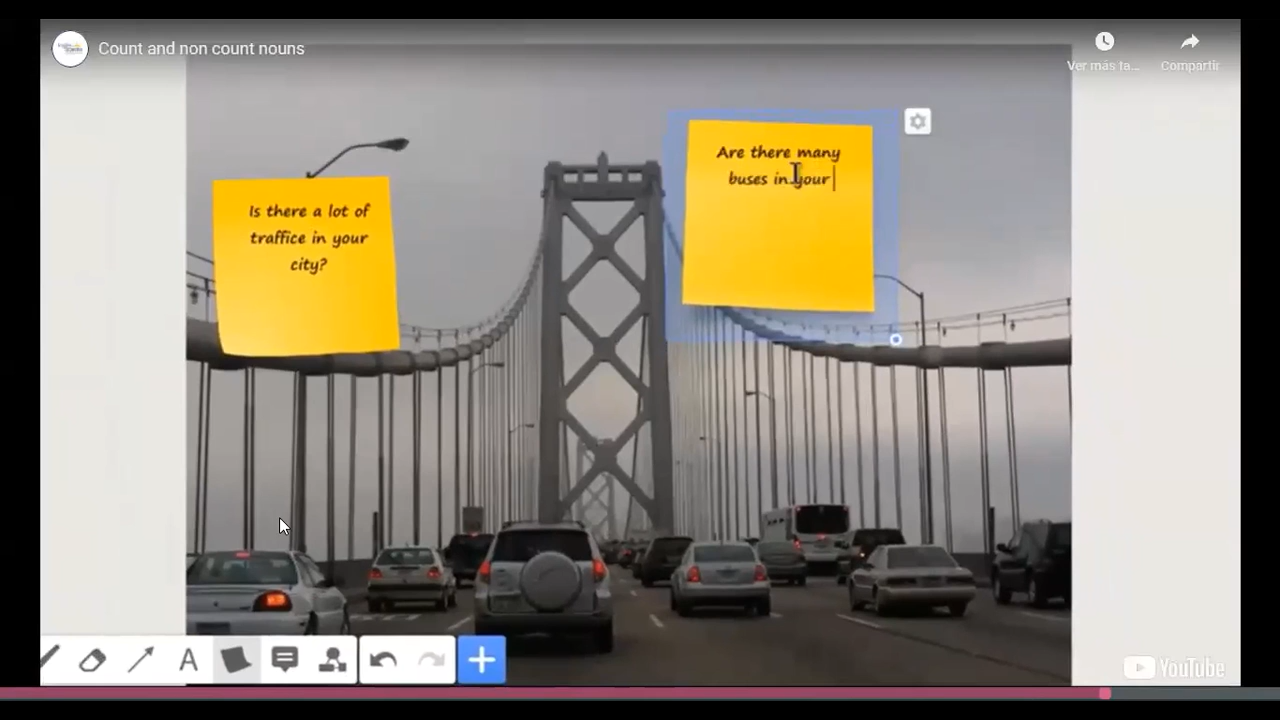 Count and non count nouns
Ver más ta...
Compartir
Is there a lot of
traffice in your
city?
Are there many
buses in your
A
YouTube